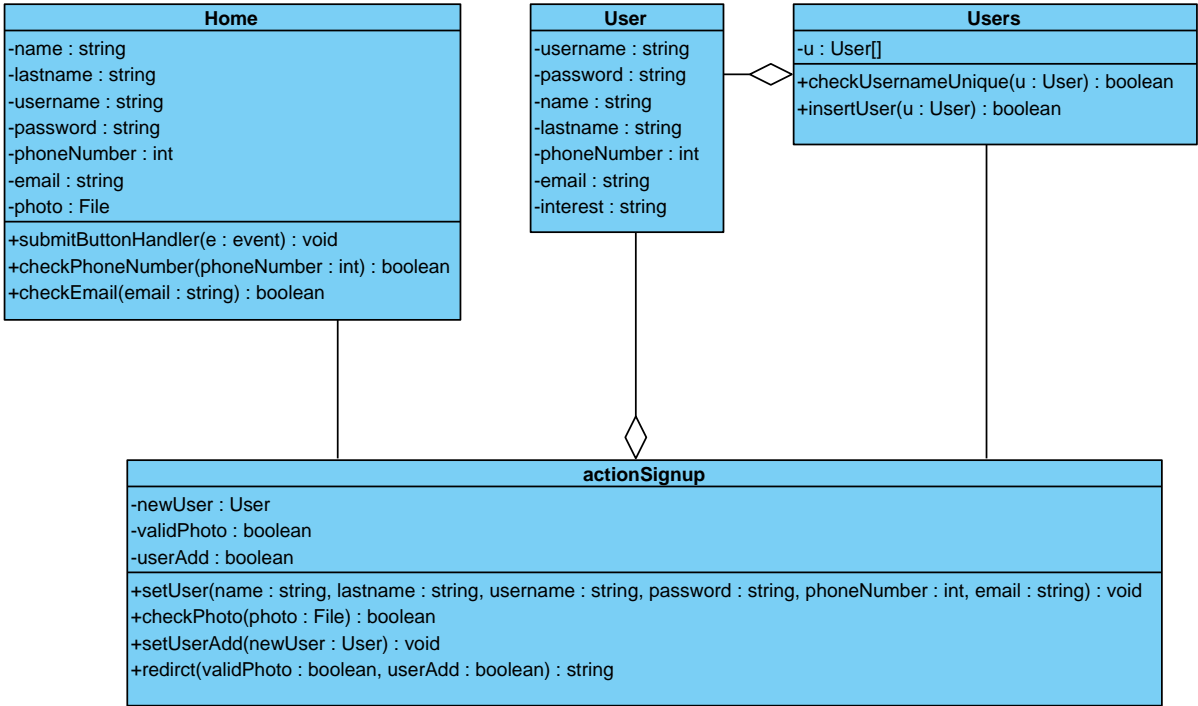 Home
-name : string
-lastname : string
-username : string
-password : string
-phoneNumber : int
-email : string
-photo : File
+submitButtonHandler(e : event) : void
+checkPhoneNumber(phoneNumber : int) : boolean
+checkEmail(email : string) : boolean
User
-username : string
-password : string
-name : string
-lastname : string
-phoneNumber : int
-email : string
-interest : string
Users
-u : User[]
+checkUsernameUnique(u : User) : boolean
+insertUser(u : User) : boolean
actionSignup
-newUser : User
-validPhoto : boolean
-userAdd : boolean
+setUser(name : string, lastname : string, username : string, password : string, phoneNumber : int, email : string) : void
+checkPhoto(photo : File) : boolean
+setUserAdd(newUser : User) : void
+redirct(validPhoto : boolean, userAdd : boolean) : string